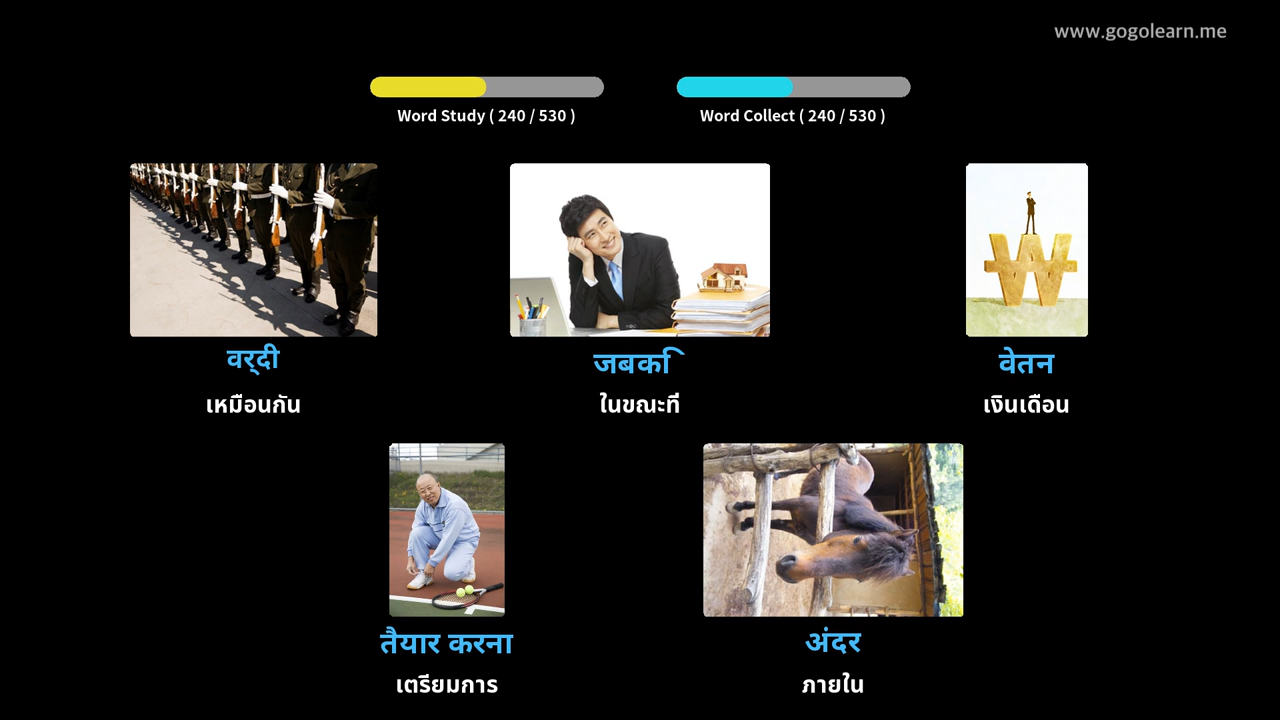 www.gogolearn.me
Word Study ( 240 / 530 )
Word Collect ( 240 / 530 )
वर्दी
जबकि
वेतन
เหมือนกัน
ในขณะที่
เงินเดือน
तैयार करना
अंदर
เตรียมการ
ภายใน